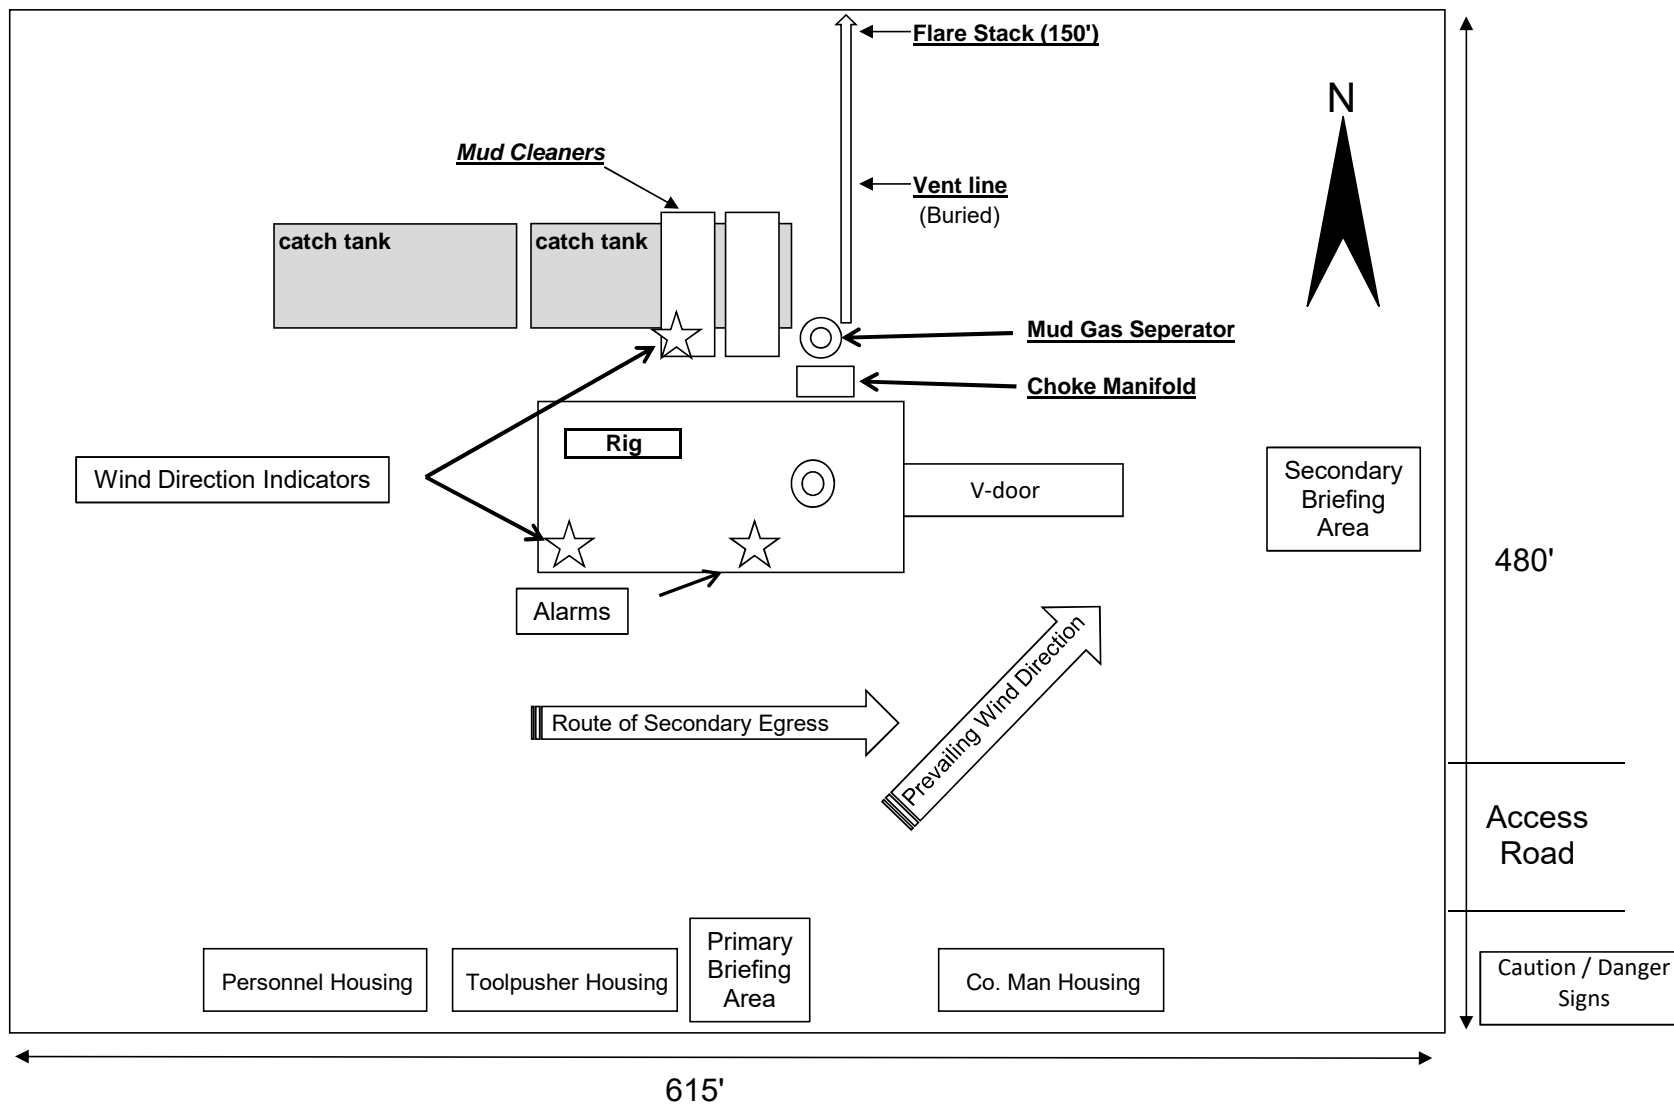 Flare Stack (150')
N
Mud Cleaners
Vent line
(Buried)
catch tank
catch tank
Mud Gas Seperator
Choke Manifold
Rig
Wind Direction Indicators
V-door
Secondary
Briefing
Area
480'
Alarms
Route of Secondary Egress
Prevailing Wind Direction
Access
Road
Personnel Housing
Toolpusher Housing
Primary
Briefing
Area
Co. Man Housing
Caution / Danger
Signs
615'